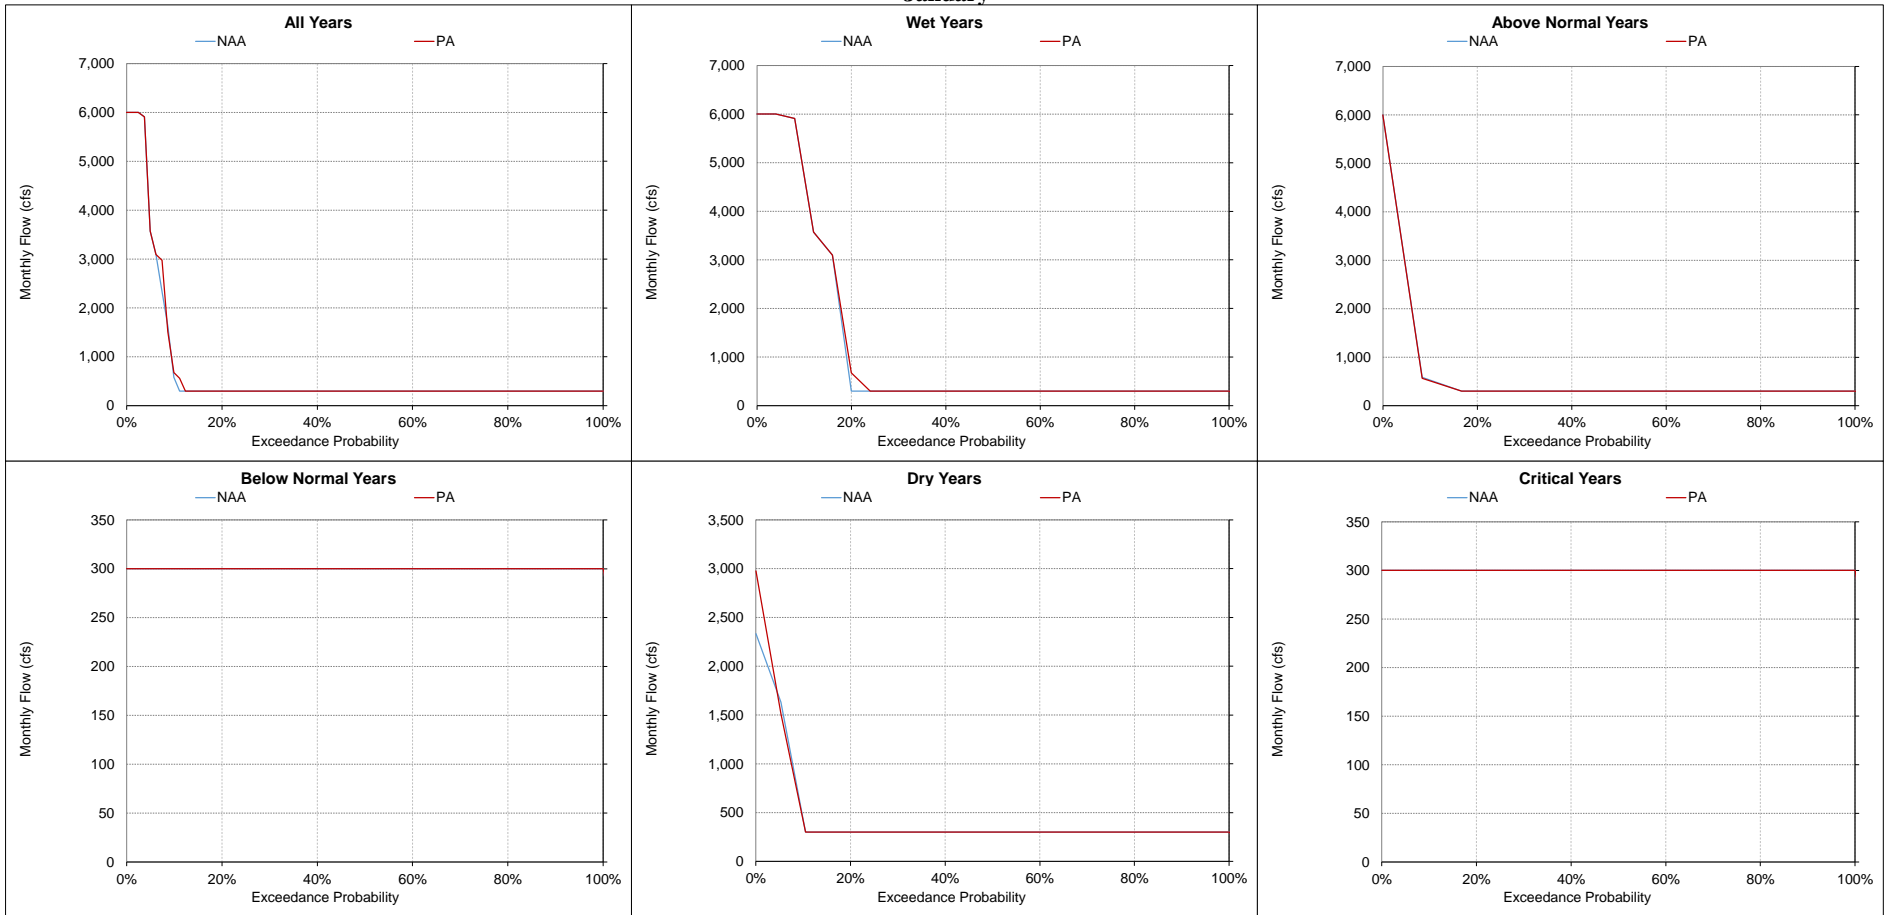 January
All Years
NAA PA
7,000
6,000
5,000
4,000
3,000
2,000
1,000
0
Monthly Flow (cfs)
0% 20% 40% 60% 80% 100%
Exceedance Probability
Wet Years
NAA PA
7,000
6,000
5,000
4,000
3,000
2,000
1,000
0
Monthly Flow (cfs)
0% 20% 40% 60% 80% 100%
Exceedance Probability
Above Normal Years
NAA PA
7,000
6,000
5,000
4,000
3,000
2,000
1,000
0
Monthly Flow (cfs)
0% 20% 40% 60% 80% 100%
Exceedance Probability
Below Normal Years
NAA PA
350
300
250
200
150
100
50
0
Monthly Flow (cfs)
0% 20% 40% 60% 80% 100%
Exceedance Probability
Dry Years
NAA PA
3,500
3,000
2,500
2,000
1,500
1,000
500
0
Monthly Flow (cfs)
0% 20% 40% 60% 80% 100%
Exceedance Probability
Critical Years
NAA PA
350
300
250
200
150
100
50
0
Monthly Flow (cfs)
0% 20% 40% 60% 80% 100%
Exceedance Probability